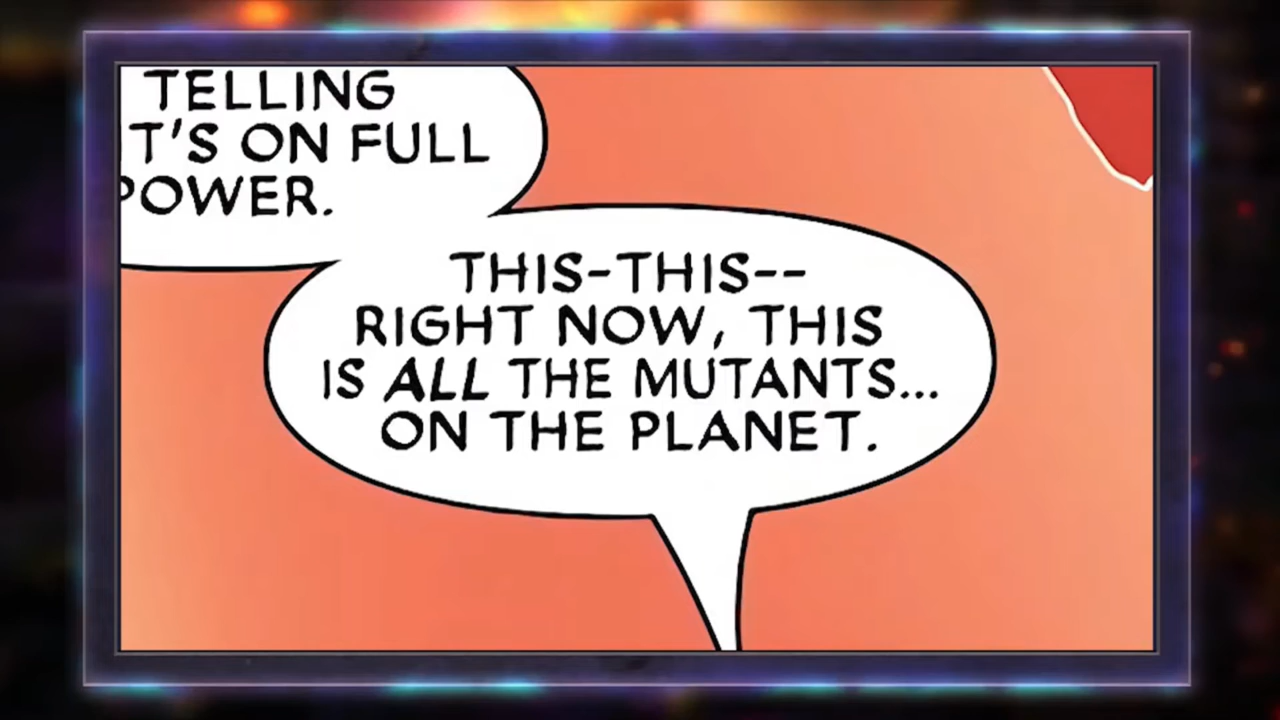 TELLING
T'S ON FULL
POWER.
THIS-THIS--
RIGHT NOW, THIS
IS ALL THE MUTANTS...
ON THE PLANET.